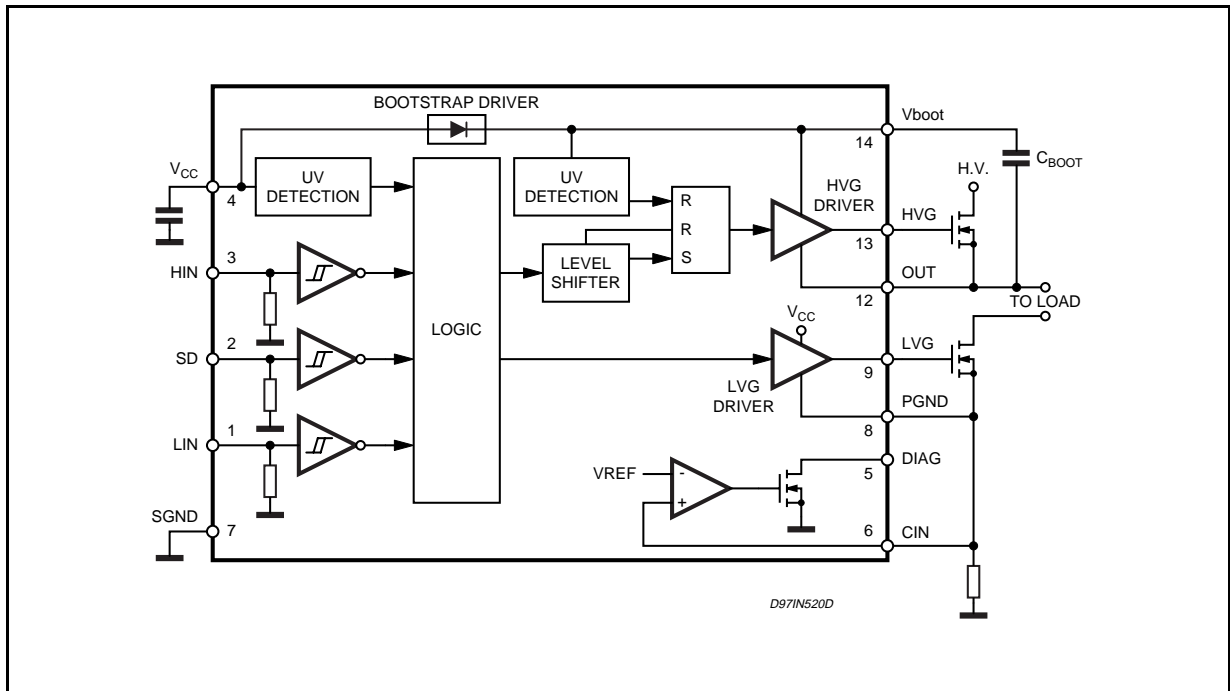 BOOTSTRAP DRIVER
Vboot
14
CBOOT
VCC
4
UV
DETECTION
UV
DETECTION
H.V.
HVG
DRIVER
HVG
13
R
R
S
HIN
3
LEVEL
SHIFTER
OUT
12
TO LOAD
LOGIC
VCC
SD
2
LVG
9
LVG
DRIVER
PGND
8
LIN
1
DIAG
5
VREF
-
+
SGND
7
CIN
6
D97IN520D